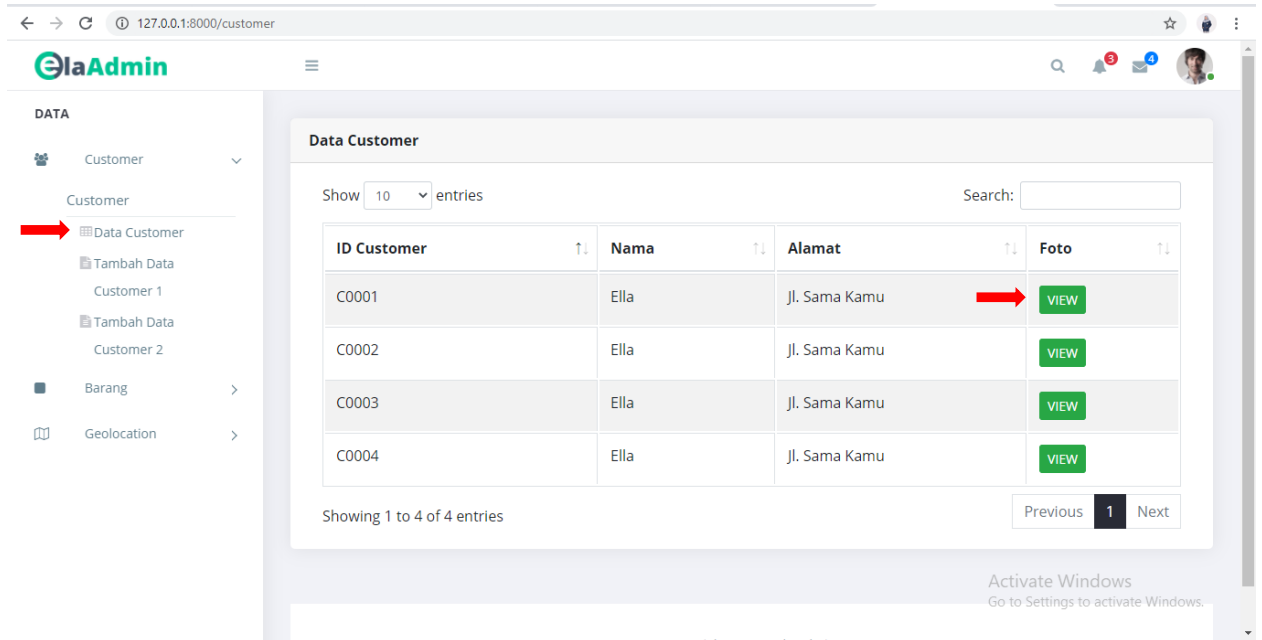 127.0.0.1:8000/customer
ElaAdmin
3
4
DATA
Customer
Customer
Data Customer
Tambah Data
Customer 1
Tambah Data
Customer 2
Barang
Geolocation
Data Customer
Show 10 entries
Search:
ID Customer Nama Alamat Foto
C0001 Ella Jl. Sama Kamu VIEW
C0002 Ella Jl. Sama Kamu VIEW
C0003 Ella Jl. Sama Kamu VIEW
C0004 Ella Jl. Sama Kamu VIEW
Showing 1 to 4 of 4 entries
Previous 1 Next
Activate Windows
Go to Settings to activate Windows.